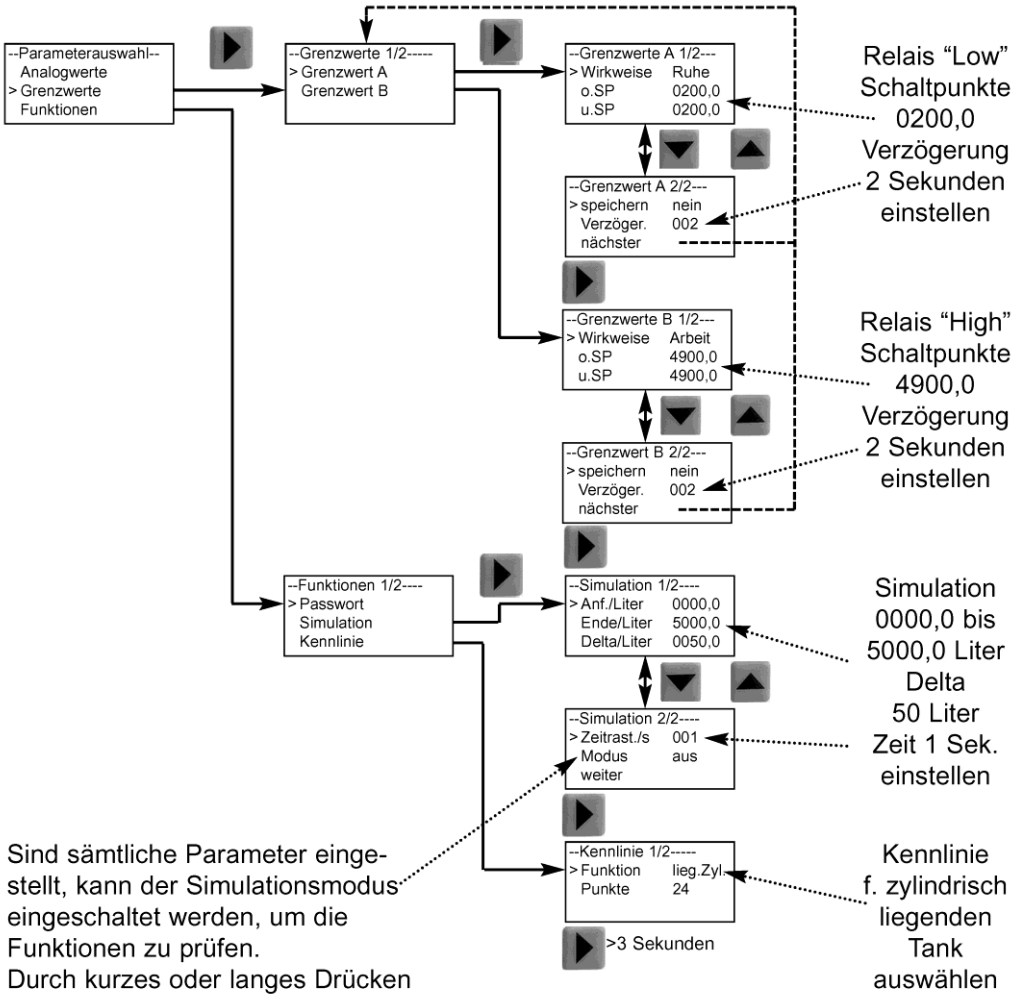 --Parameterauswahl--
Analogwerte
> Grenzwerte
Funktionen
--Grenzwerte 1/2-----
> Grenzwert A
Grenzwert B
--Grenzwerte A 1/2---
> Wirkweise Ruhe
o.SP 0200,0
u.SP 0200,0
Relais “Low”
Schaltpunkte
0200,0
Verzögerung
2 Sekunden
einstellen
--Grenzwert A 2/2---
> speichern nein
Verzöger. 002
nächster
--Grenzwerte B 1/2---
> Wirkweise Arbeit
o.SP 4900,0
u.SP 4900,0
Relais “High”
Schaltpunkte
4900,0
Verzögerung
2 Sekunden
einstellen
--Grenzwert B 2/2---
> speichern nein
Verzöger. 002
nächster
--Funktionen 1/2----
> Passwort
Simulation
Kennlinie
--Simulation 1/2----
> Anf./Liter 0000,0
Ende/Liter 5000,0
Delta/Liter 0050,0
Simulation
0000,0 bis
5000,0 Liter
Delta
50 Liter
Zeit 1 Sek.
einstellen
--Simulation 2/2----
> Zeitrast./s 001
Modus aus
weiter
--Kennlinie 1/2-----
> Funktion lieg.Zyl.
Punkte 24
Kennlinie
f. zylindrisch
liegenden
Tank
auswählen
>3 Sekunden
Sind sämtliche Parameter einge-
stellt, kann der Simulationsmodus
eingeschaltet werden, um die
Funktionen zu prüfen.
Durch kurzes oder langes Drücken